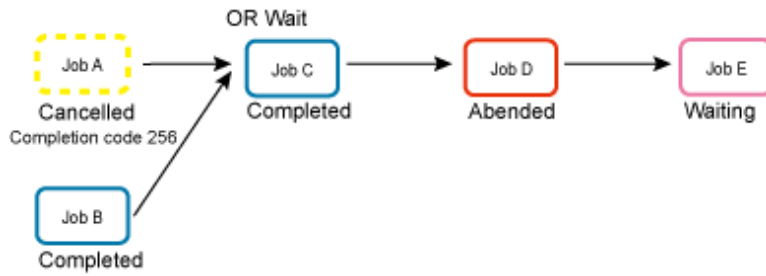 OR Wait
Job A
Job C
Job D
Job E
Cancelled
Completed
Abended
Waiting
Completion code 256
Job B
Completed